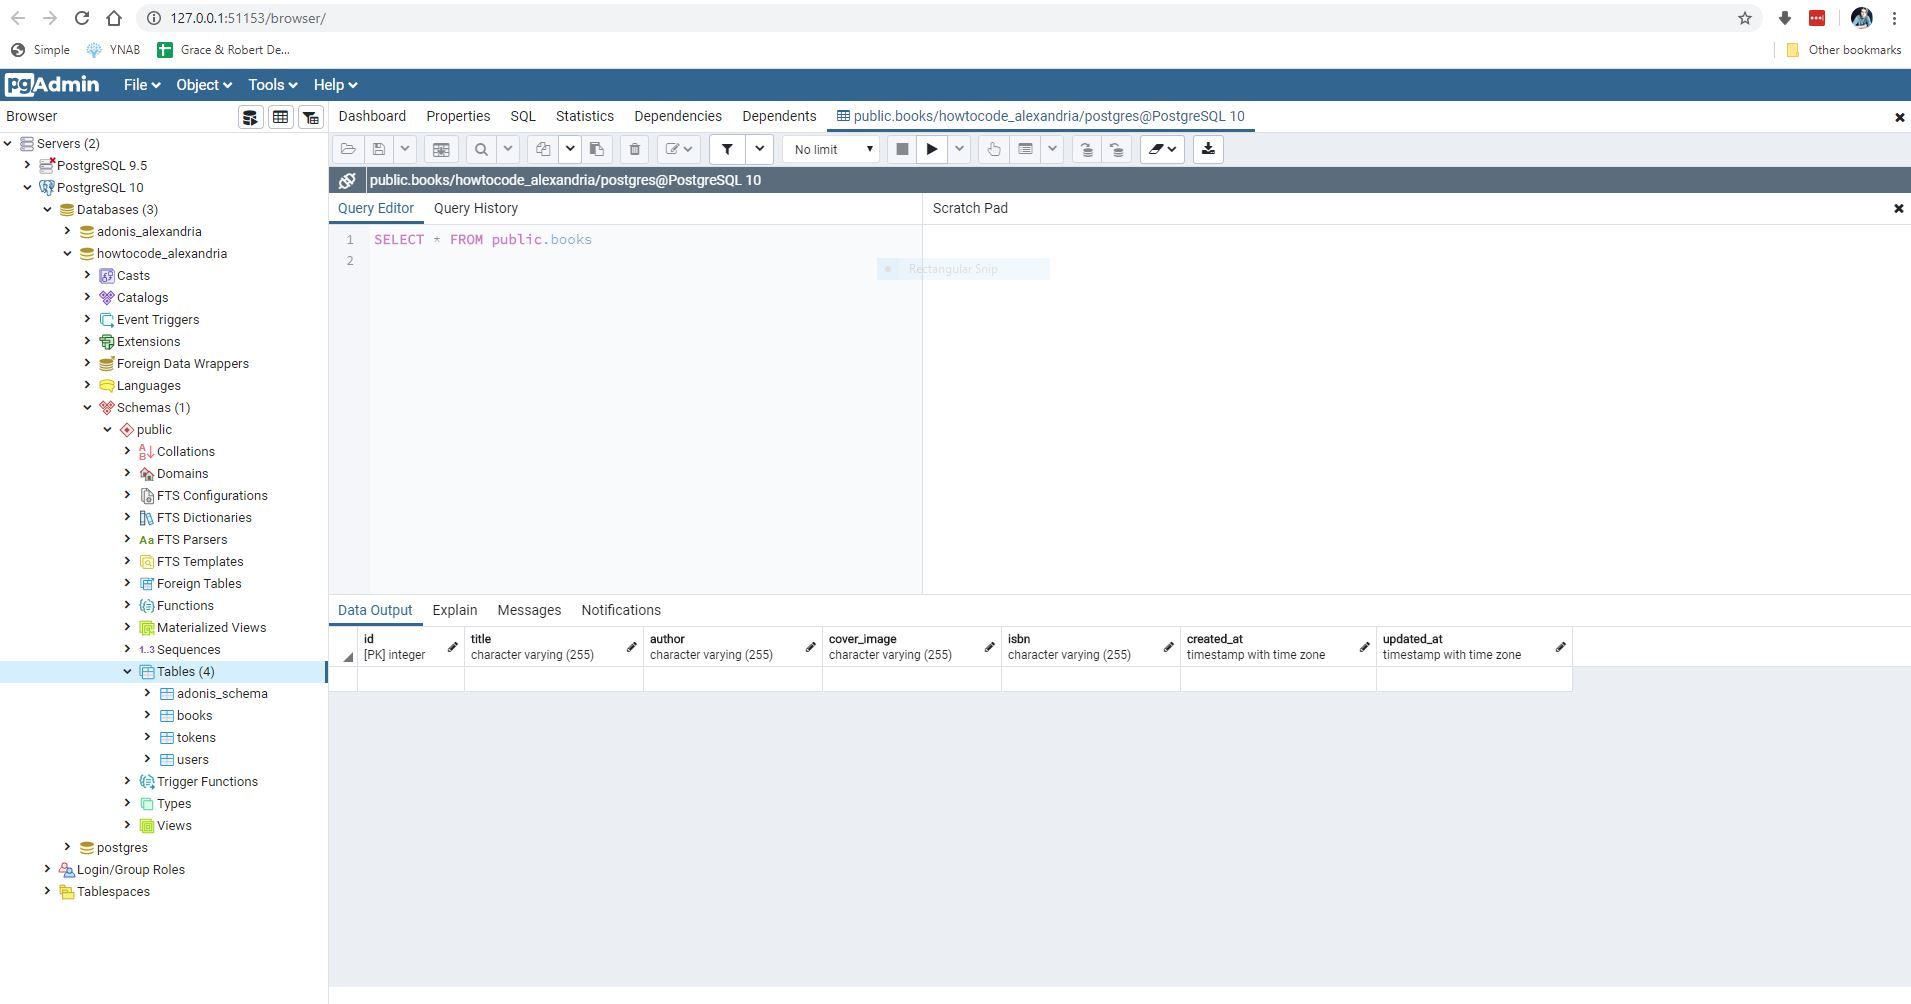 127.0.0.1:51153/browser/
Simple YNAB Grace & Robert De... Other bookmarks
pgAdmin File Object Tools Help
Browser Dashboard Properties SQL Statistics Dependencies Dependents public.books/howtocode_alexandria/postgres@PostgreSQL 10
No limit
public.books/howtocode_alexandria/postgres@PostgreSQL 10
Query Editor Query History Scratch Pad
1 SELECT * FROM public.books
2
Rectangular Snip
Servers (2)
PostgreSQL 9.5
PostgreSQL 10
Databases (3)
adonis_alexandria
howtocode_alexandria
Casts
Catalogs
Event Triggers
Extensions
Foreign Data Wrappers
Languages
Schemas (1)
public
Collations
Domains
FTS Configurations
FTS Dictionaries
Aa FTS Parsers
FTS Templates
Foreign Tables
Functions
Materialized Views
1..3 Sequences
Tables (4)
adonis_schema
books
tokens
users
Trigger Functions
Types
Views
postgres
Login/Group Roles
Tablespaces
Data Output Explain Messages Notifications
id title author cover_image isbn created_at updated_at
[PK] integer character varying (255) character varying (255) character varying (255) character varying (255) timestamp with time zone timestamp with time zone